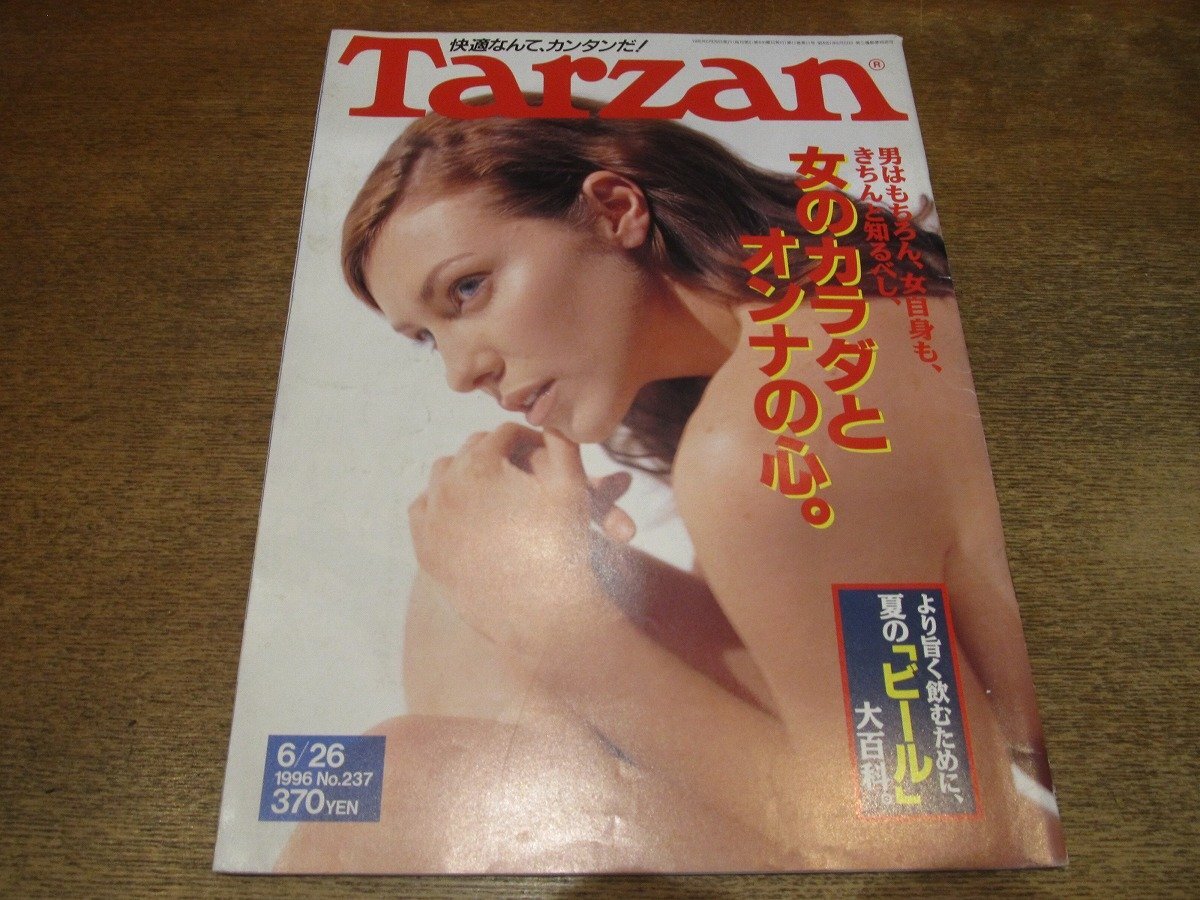 快適なんて、カンタンだ!
Tarzan®
男はもちろん、女自身も、
きちんと知るべし、
女のカラダと
オンナの心。
より旨く飲むために、
夏の「ビール」
大百科。
6/26
1996 No.237
370YEN